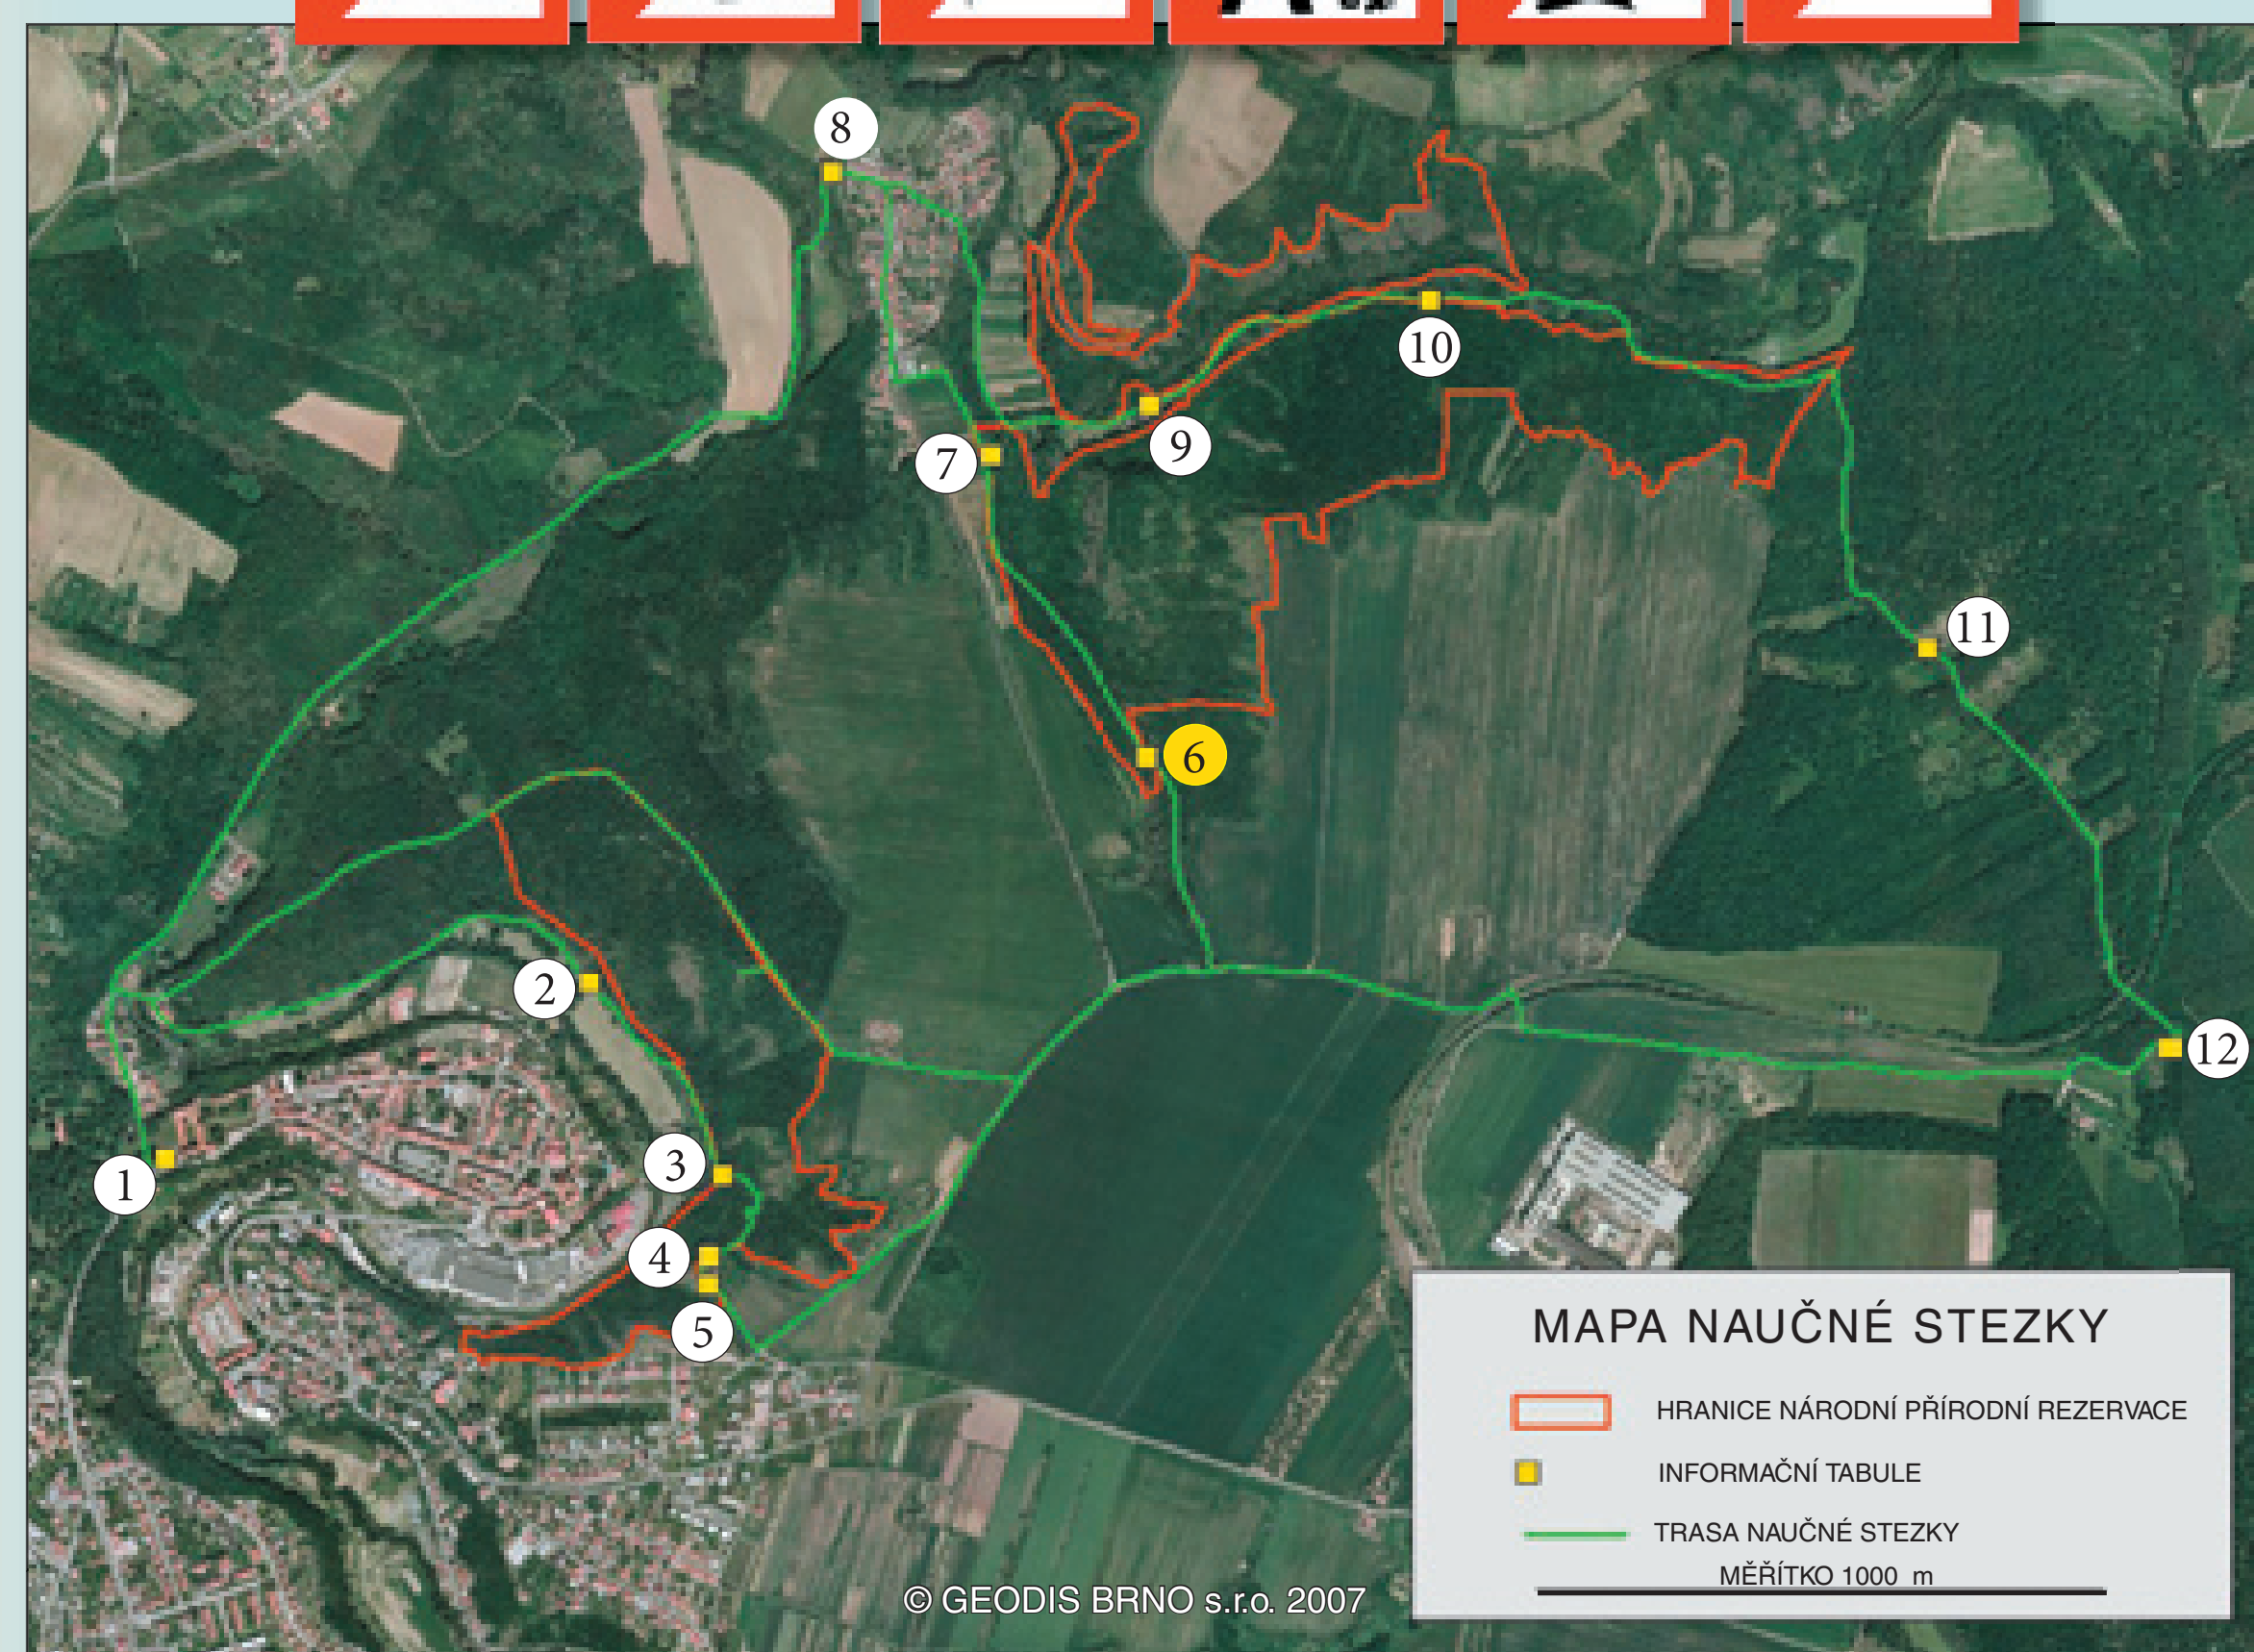 8
10
9
7
11
6
2
12
3
1
4
5
MAPA NAUČNÉ STEZKY
HRANICE NÁRODNÍ PŘÍRODNÍ REZERVACE
INFORMAČNÍ TABULE
TRASA NAUČNÉ STEZKY
MĚŘÍTKO 1000 m
© GEODIS BRNO s.r.o. 2007